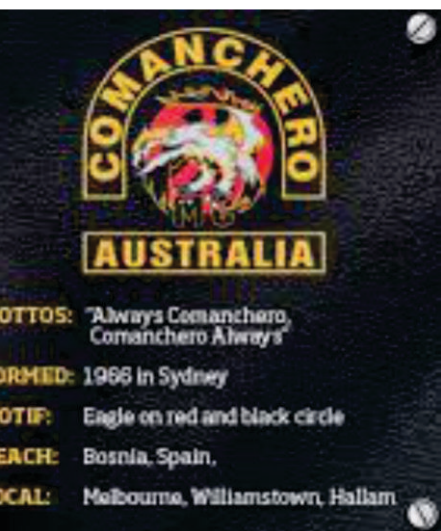 COMANCHERO
MC
AUSTRALIA
OTTOS: "Always Comanchero,
Comanchero Always"
ORMED: 1966 in Sydney
OTIF: Eagle on red and black circle
EACH: Bosnia, Spain,
OCAL: Melbourne, Williamstown, Hallam